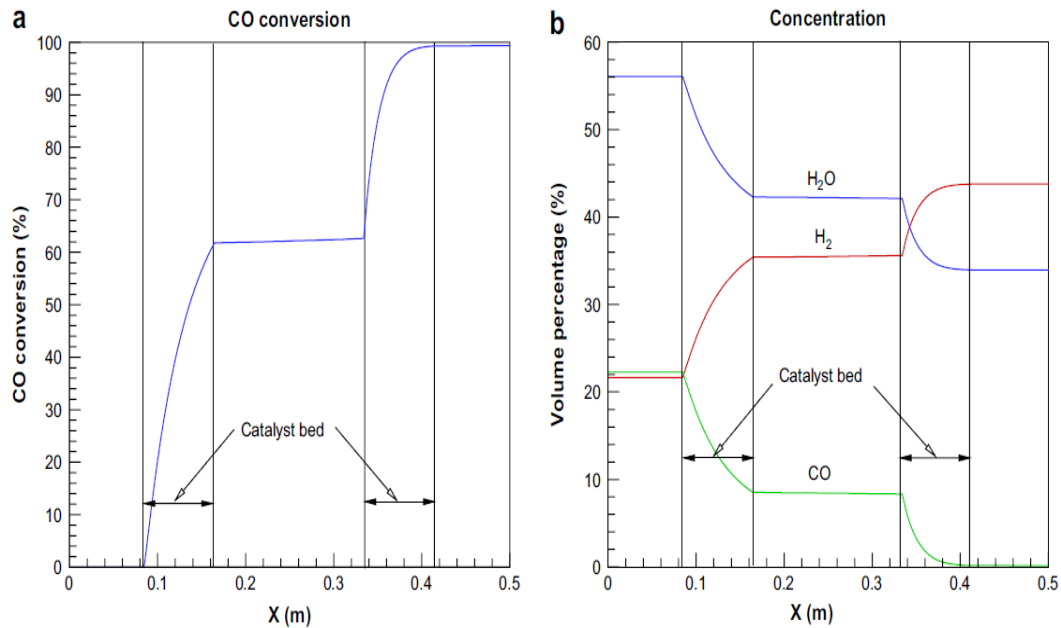 a
CO conversion
100
90
80
70
60
50
40
30
20
10
0
CO conversion (%)
Catalyst bed
0 0.1 0.2 0.3 0.4 0.5
X (m)
b
Concentration
60
50
40
30
20
10
0
Volume percentage (%)
H₂O
H₂
Catalyst bed
CO
0 0.1 0.2 0.3 0.4 0.5
X (m)